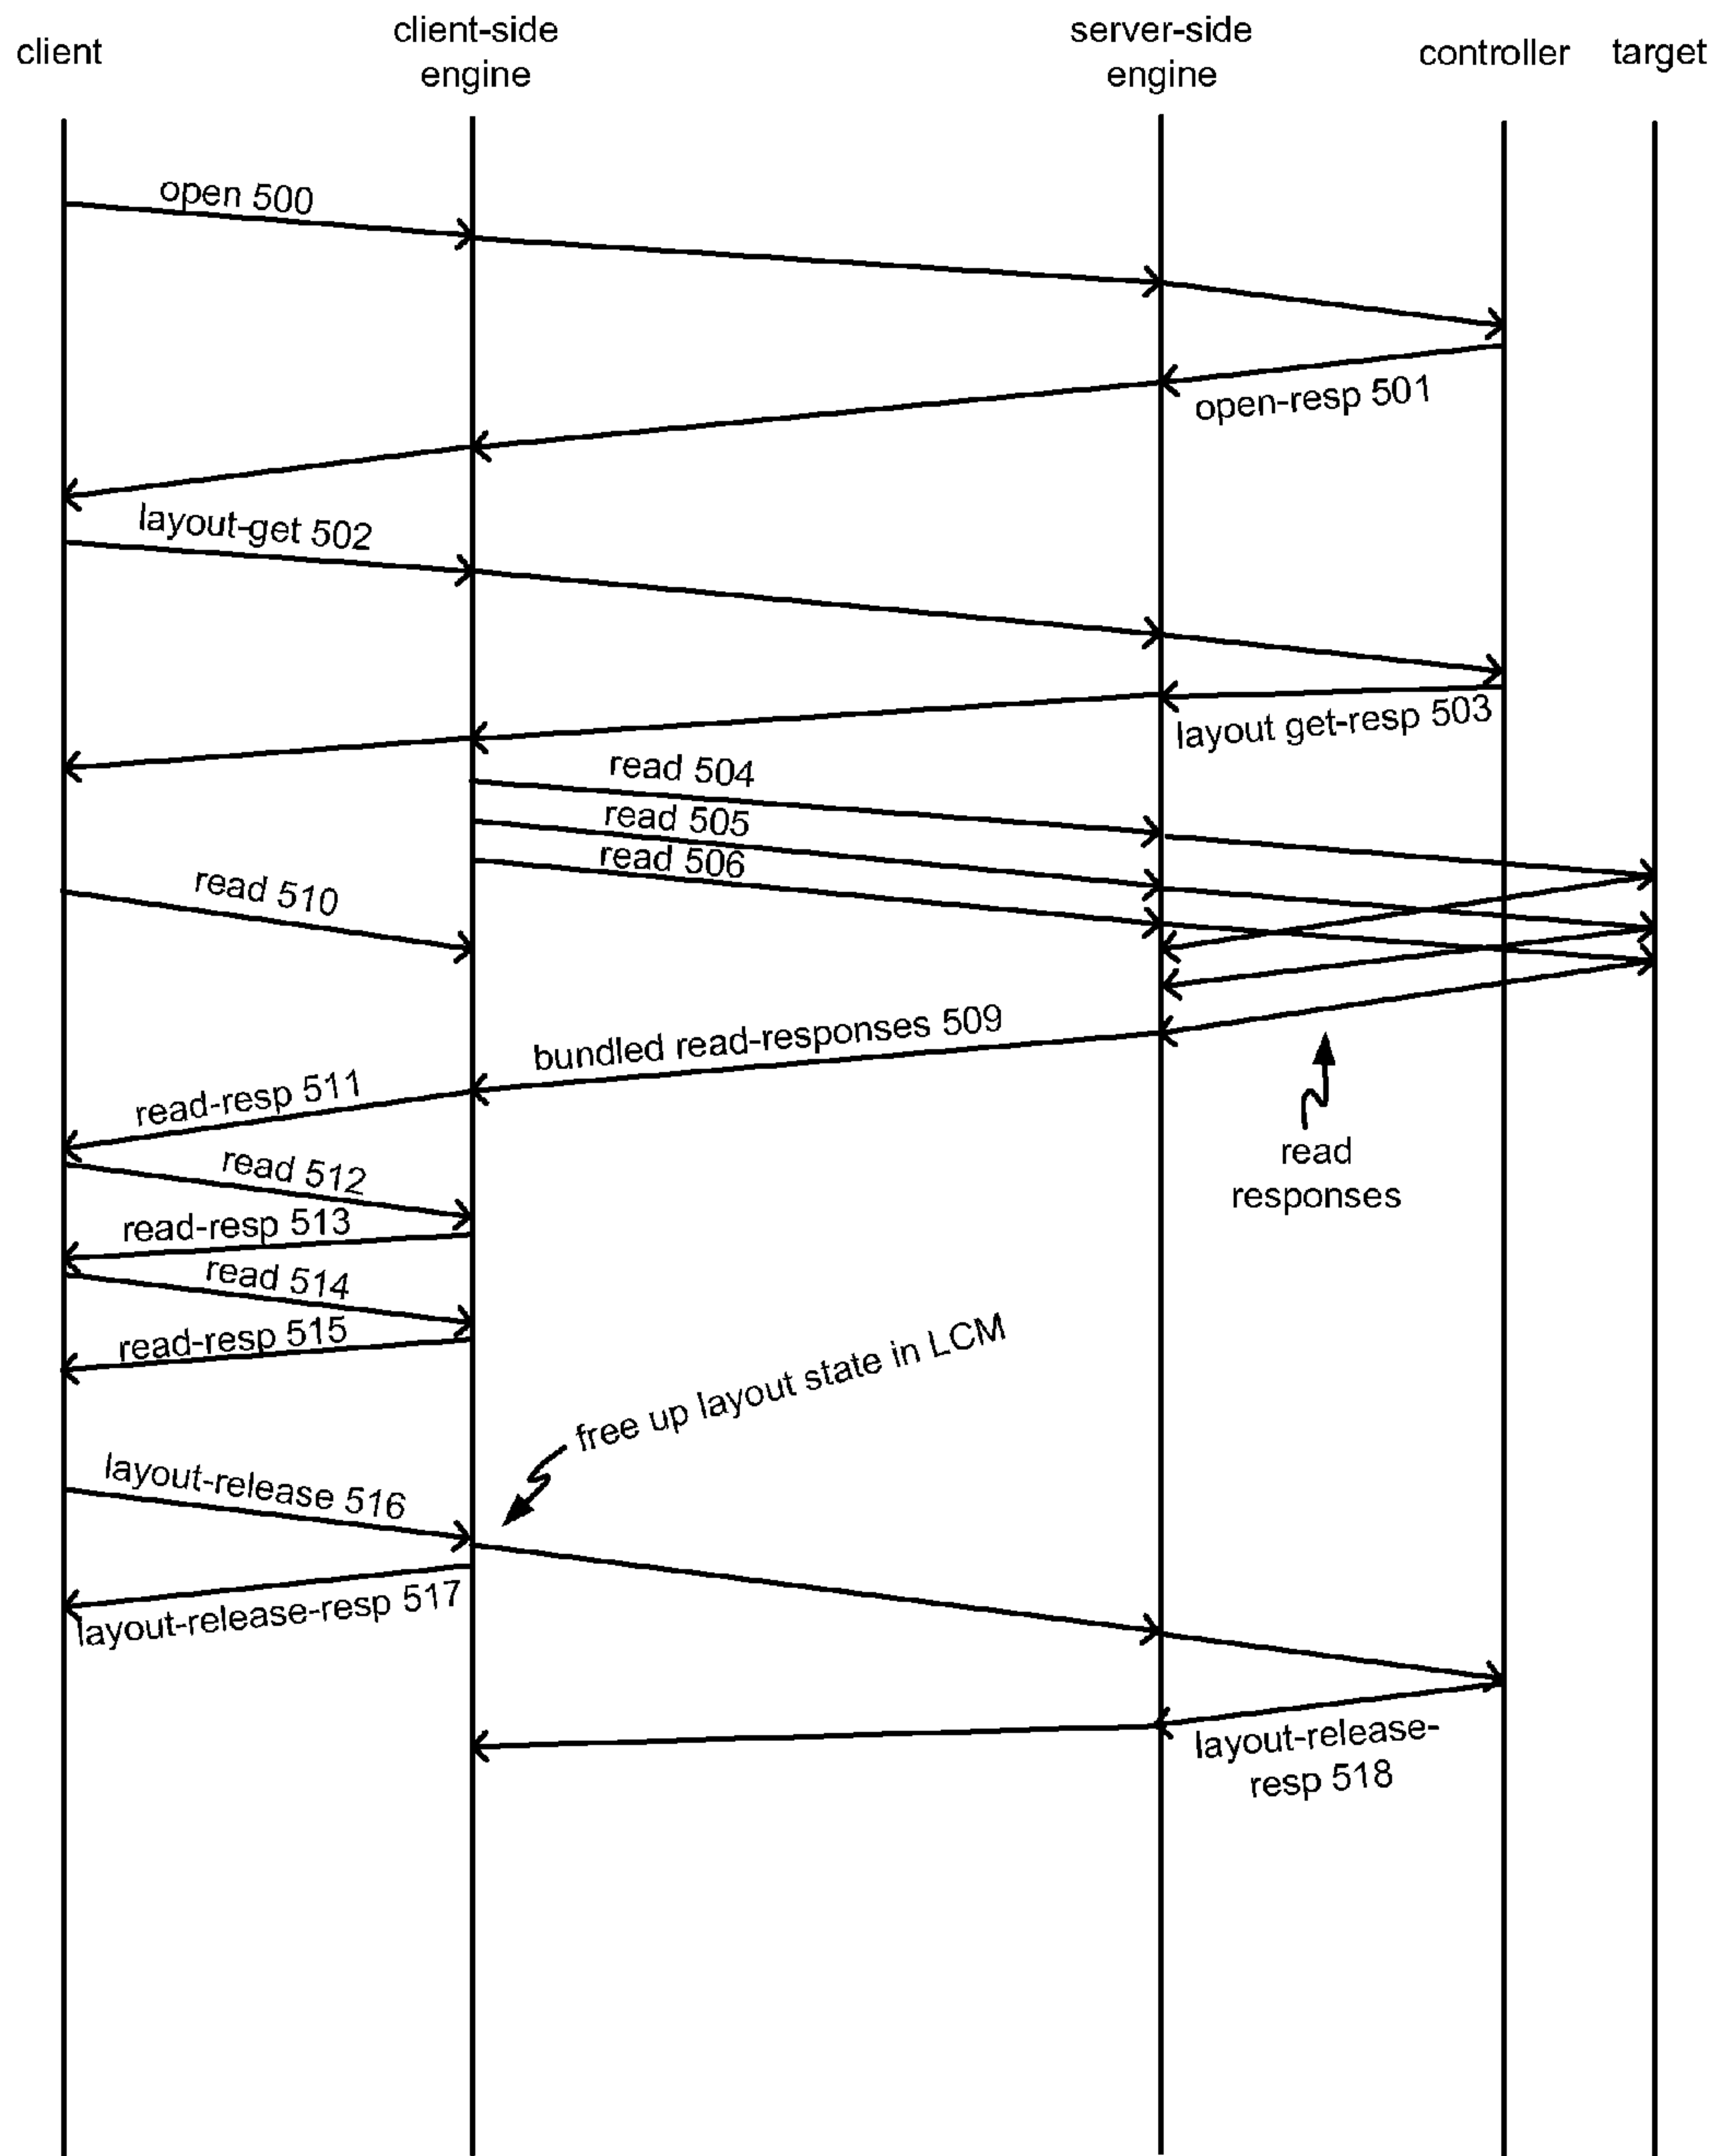 client
client-side
engine
server-side
engine
controller
target
open 500
open-resp 501
layout-get 502
layout get-resp 503
read 504
read 505
read 506
read 510
bundled read-responses 509
read-resp 511
read
responses
read 512
read-resp 513
read 514
read-resp 515
free up layout state in LCM
layout-release 516
layout-release-resp 517
layout-release-
resp 518